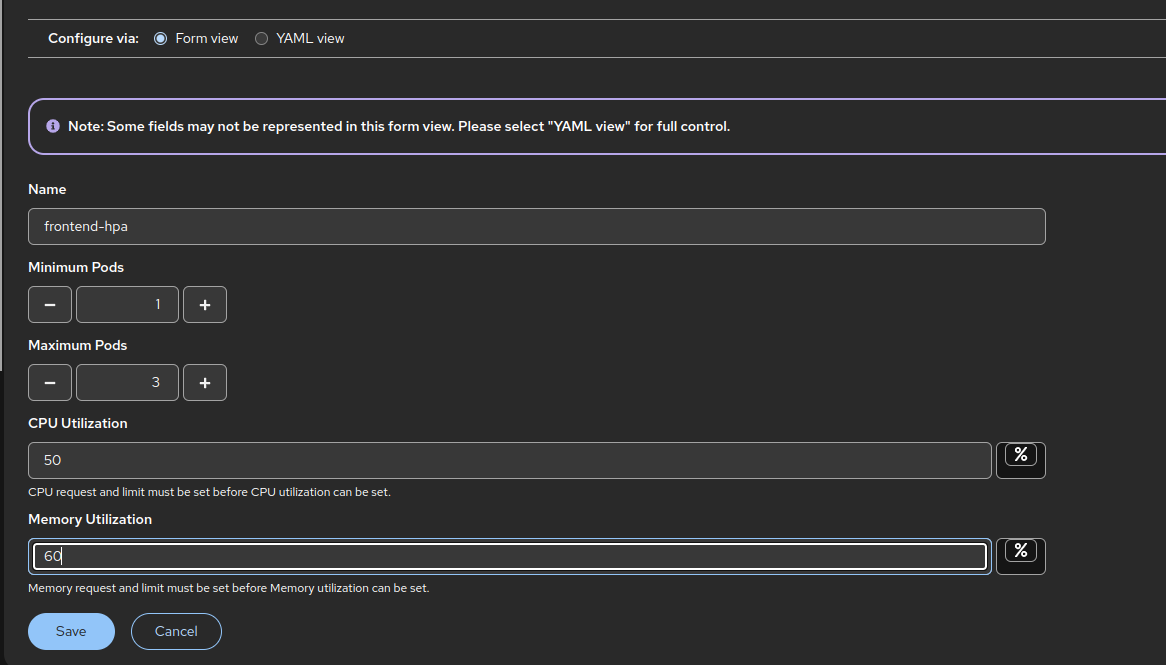 Configure via: Form view YAML view
Note: Some fields may not be represented in this form view. Please select "YAML view" for full control.
Name
frontend-hpa
Minimum Pods
− 1 +
Maximum Pods
− 3 +
CPU Utilization
50 %
CPU request and limit must be set before CPU utilization can be set.
Memory Utilization
60 %
Memory request and limit must be set before Memory utilization can be set.
Save Cancel